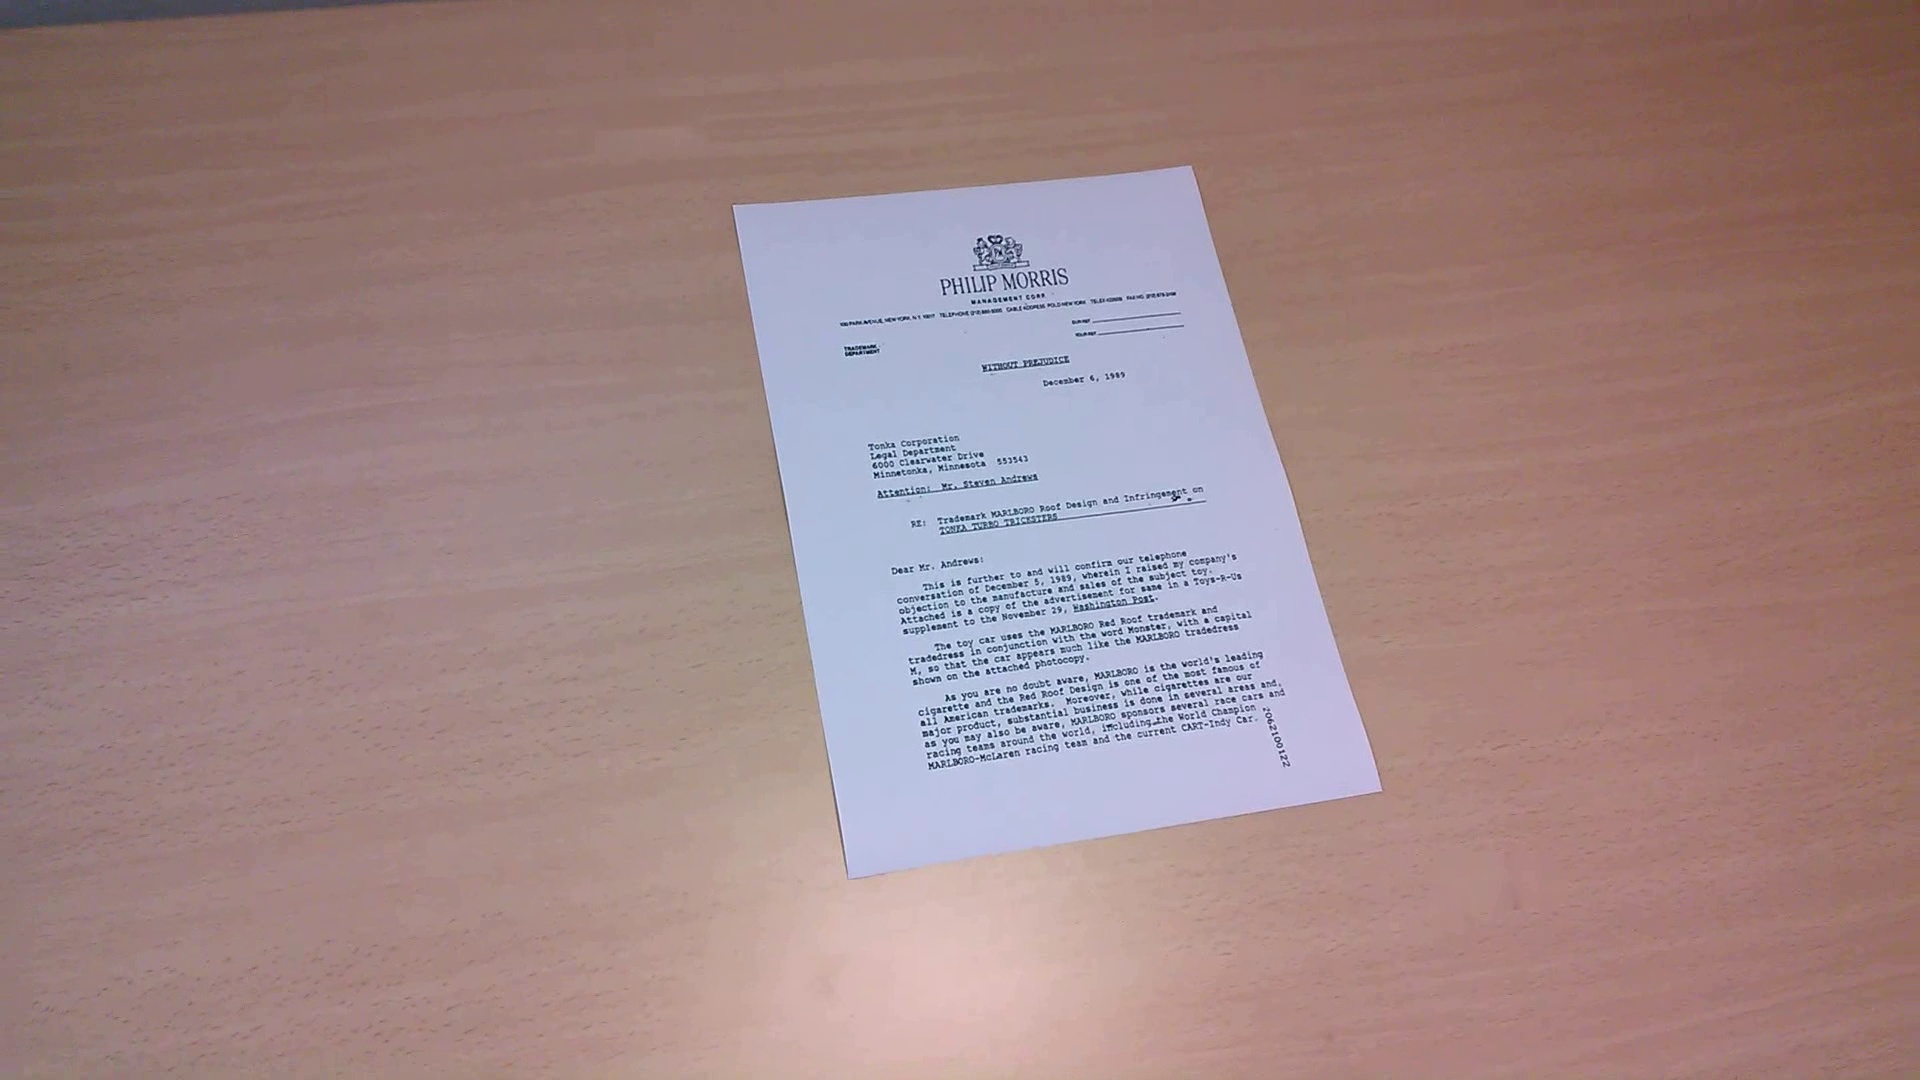 PHILIP MORRIS
MANAGEMENT CORP.
100 PARK AVENUE, NEW YORK, N.Y. 10017 TELEPHONE (212) 880-5000 CABLE ADDRESS POLO NEW YORK TELEX FAX NO. (212)
OUR REF.
YOUR REF.
TRADEMARK
DEPARTMENT
WITHOUT PREJUDICE
December 6, 1989
Tonka Corporation
Legal Department
6000 Clearwater Drive
Minnetonka, Minnesota 553543
Attention: Mr. Steven Andrews
RE: Trademark MARLBORO Roof Design and Infringement on
TONKA TURBO TRICKSTERS
Dear Mr. Andrews:
This is further to and will confirm our telephone
conversation of December 5, 1989, wherein I raised my company's
objection to the manufacture and sales of the subject toy.
Attached is a copy of the advertisement for same in a Toys-R-Us
supplement to the November 29, Washington Post.
The toy car uses the MARLBORO Red Roof trademark and
tradedress in conjunction with the word Monster, with a capital
M, so that the car appears much like the MARLBORO tradedress
shown on the attached photocopy.
As you are no doubt aware, MARLBORO is the world's leading
cigarette and the Red Roof Design is one of the most famous of
all American trademarks. Moreover, while cigarettes are our
major product, substantial business is done in several areas and,
as you may also be aware, MARLBORO sponsors several race cars and
racing teams around the world, including the World Champion
MARLBORO-McLaren racing team and the current CART-Indy Car.
2062100122